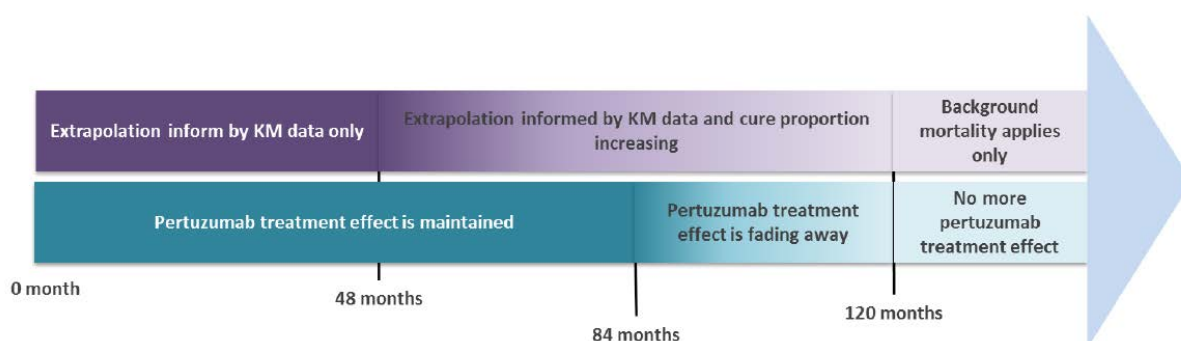 Extrapolation inform by KM data only
Extrapolation informed by KM data and cure proportion
increasing
Background
mortality applies
only
Pertuzumab treatment effect is maintained
Pertuzumab treatment
effect is fading away
No more
pertuzumab
treatment effect
0 month
48 months
84 months
120 months